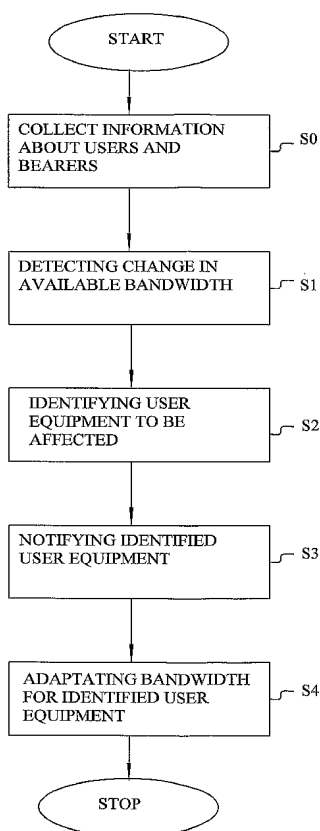 START
COLLECT INFORMATION
ABOUT USERS AND
BEARERS
S0
DETECTING CHANGE IN
AVAILABLE BANDWIDTH
S1
IDENTIFYING USER
EQUIPMENT TO BE
AFFECTED
S2
NOTIFYING IDENTIFIED
USER EQUIPMENT
S3
ADAPTATING BANDWIDTH
FOR IDENTIFIED USER
EQUIPMENT
S4
STOP